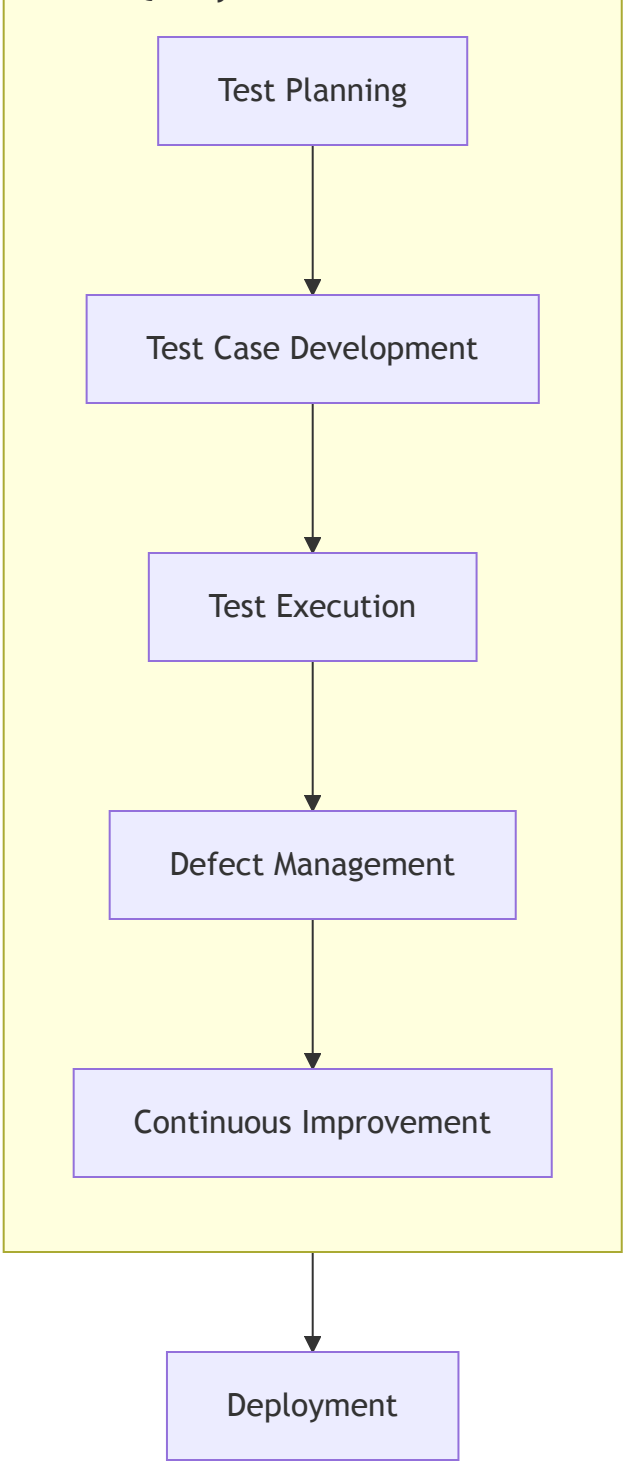 Test Planning
Test Case Development
Test Execution
Defect Management
Continuous Improvement
Deployment